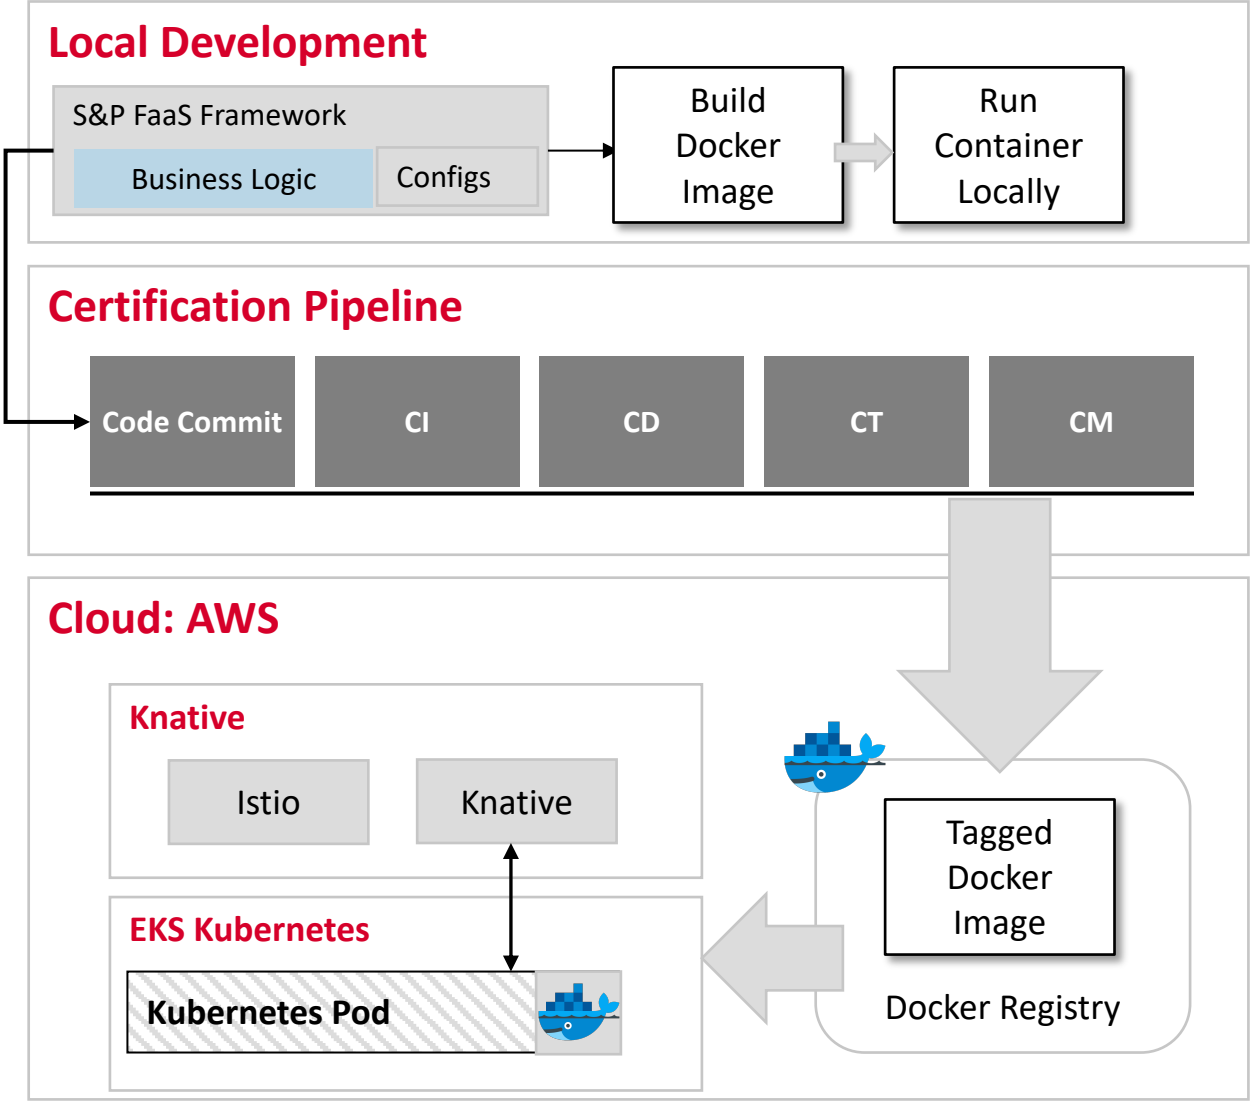 Local Development
S&P FaaS Framework
Business Logic
Configs
Build
Docker
Image
Run
Container
Locally
Certification Pipeline
Code Commit
CI
CD
CT
CM
Cloud: AWS
Knative
Istio
Knative
EKS Kubernetes
Kubernetes Pod
Tagged
Docker
Image
Docker Registry